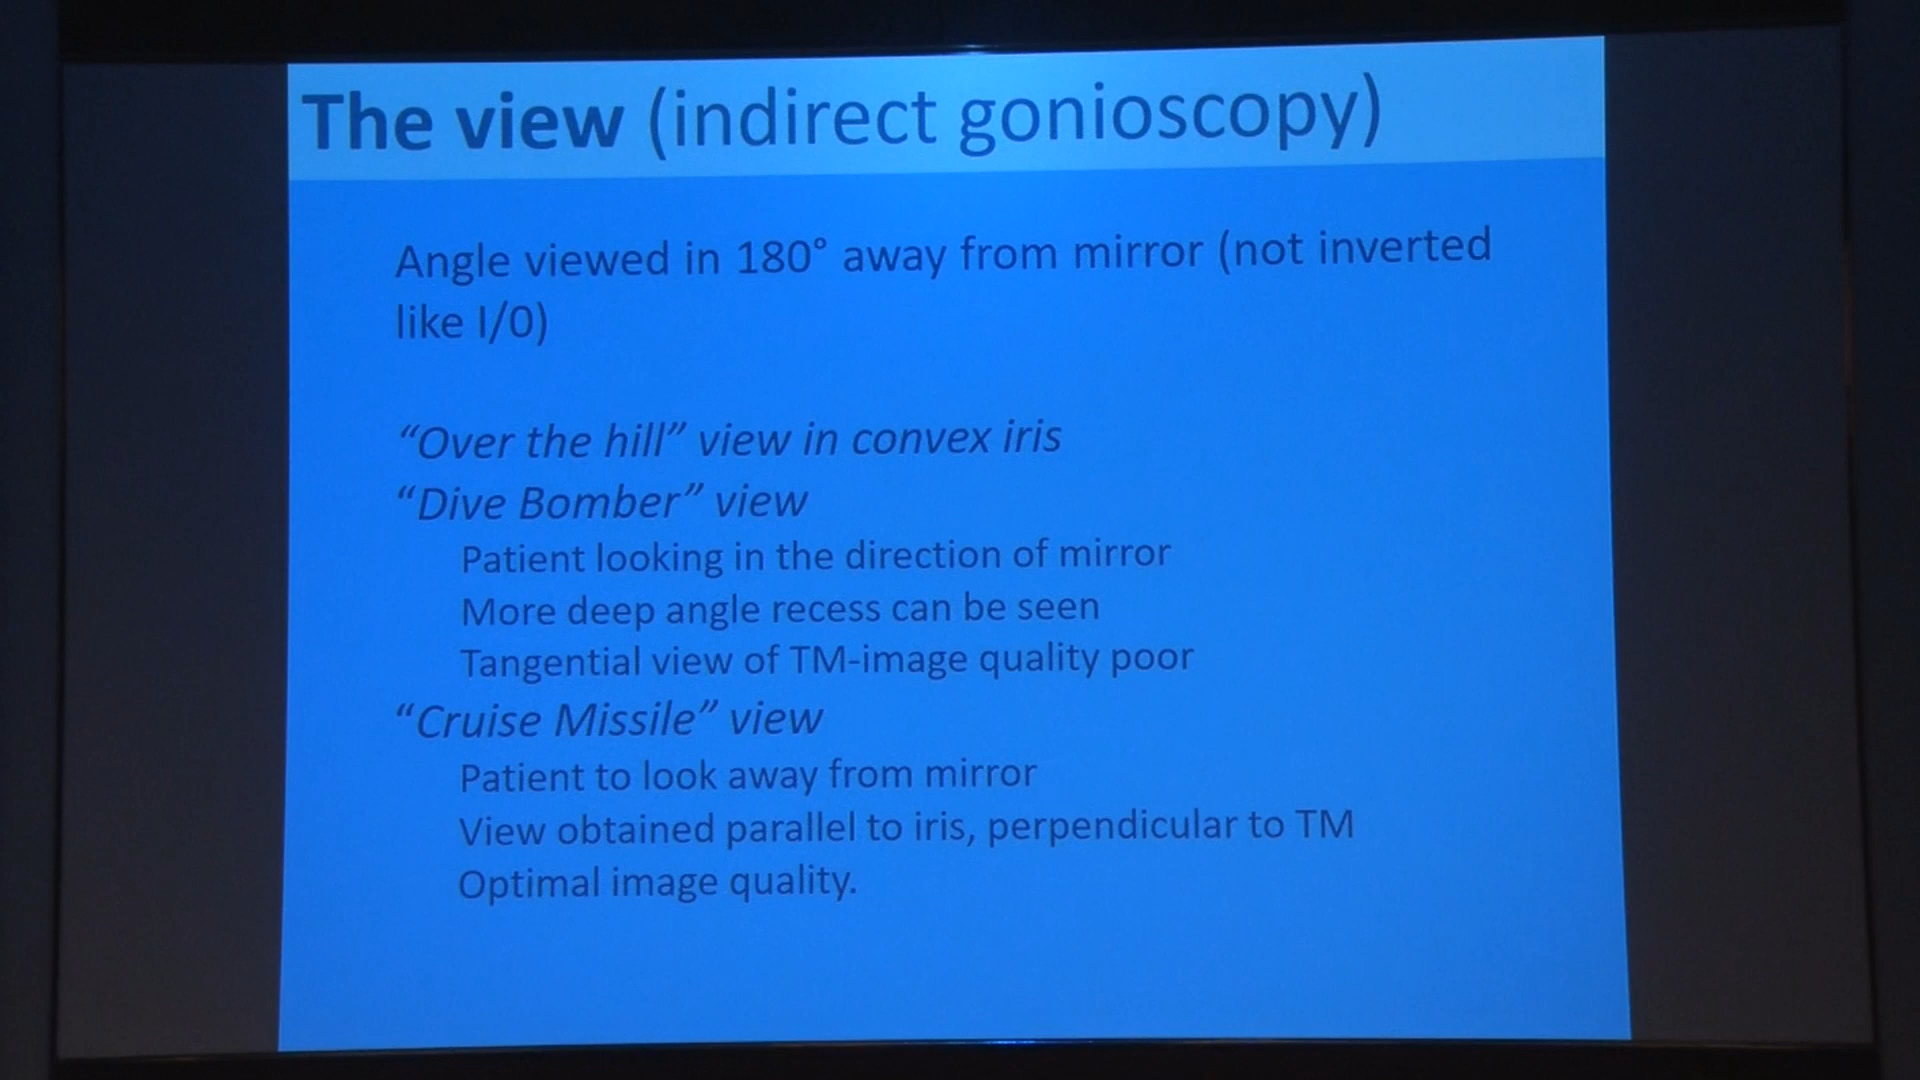 The view (indirect gonioscopy)
Angle viewed in 180° away from mirror (not inverted
like I/0)
“Over the hill” view in convex iris
“Dive Bomber” view
Patient looking in the direction of mirror
More deep angle recess can be seen
Tangential view of TM-image quality poor
“Cruise Missile” view
Patient to look away from mirror
View obtained parallel to iris, perpendicular to TM
Optimal image quality.